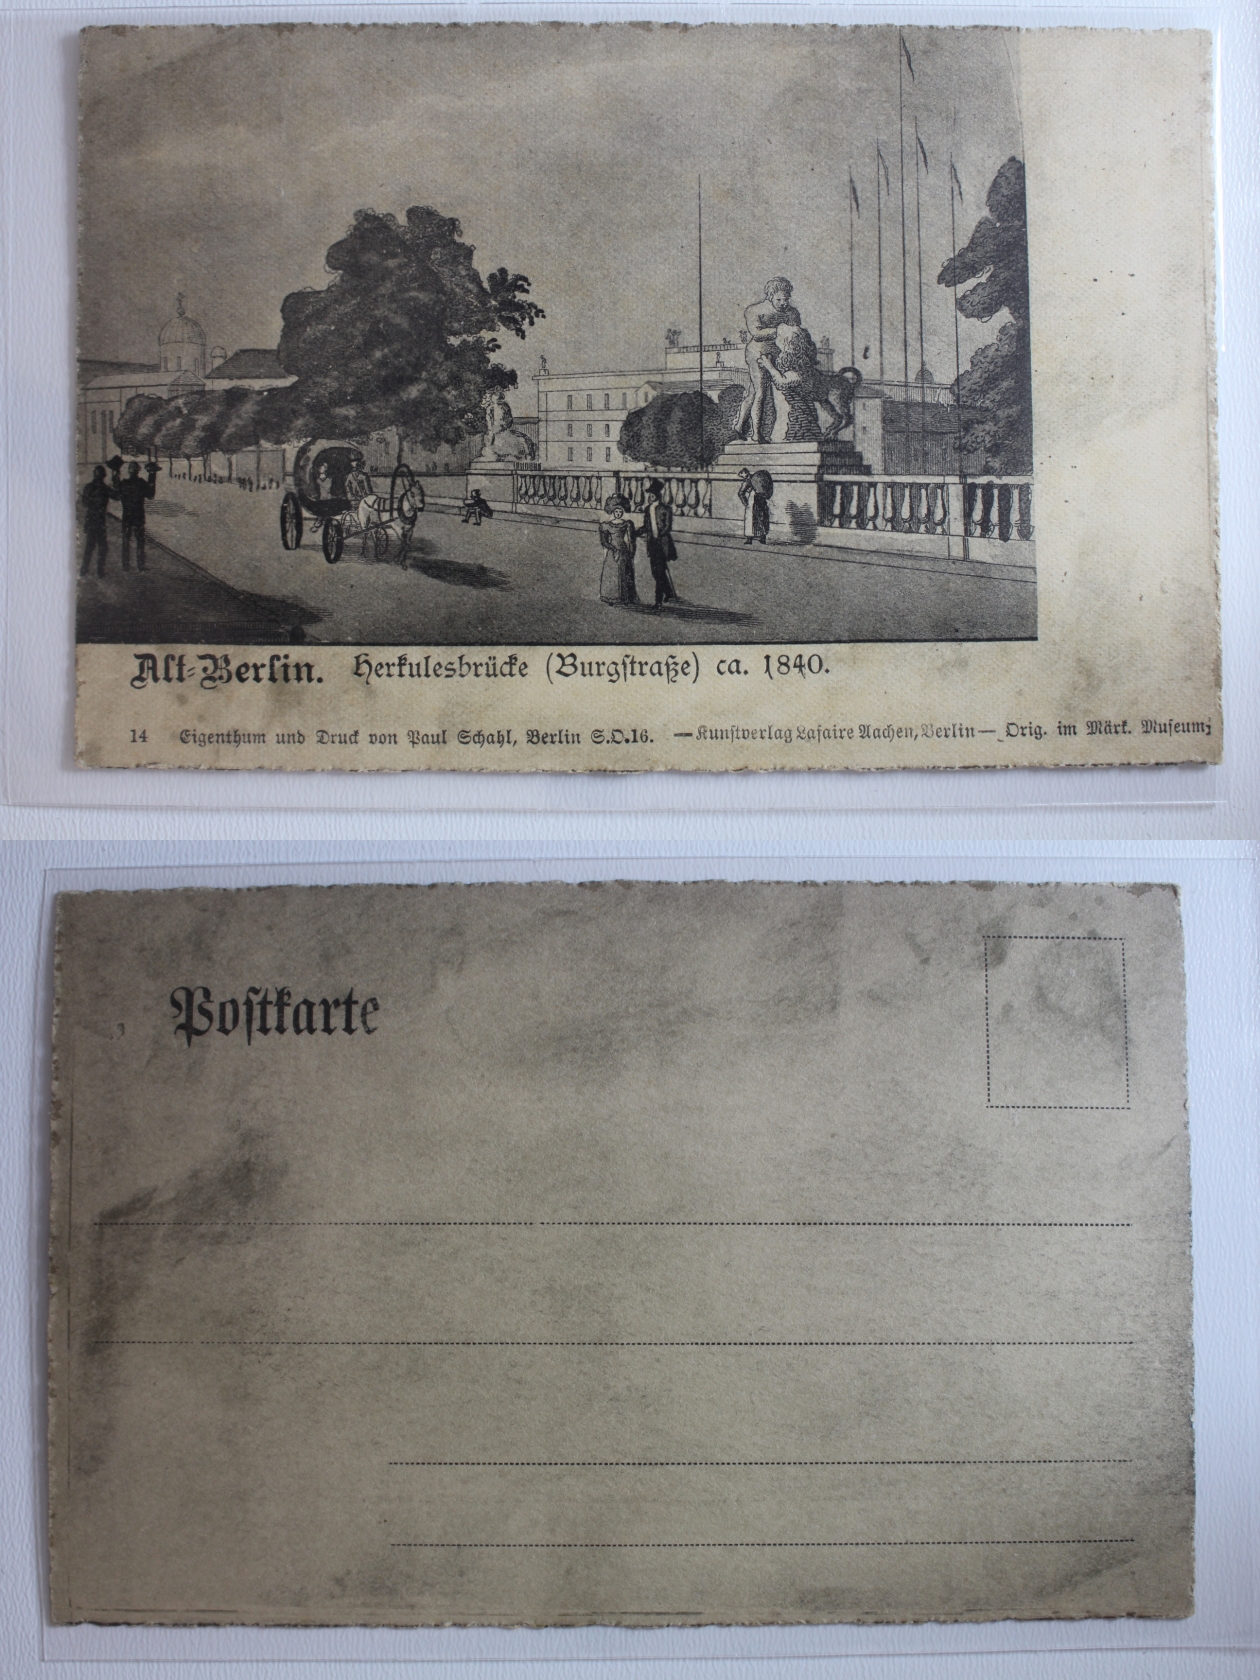 Alt-Berlin. Herkulesbrücke (Burgstraße) ca. 1840.
14 Eigenthum und Druck von Paul Schahl, Berlin S.O.16. — Kunstverlag Lafaire Aachen, Berlin — Orig. im Märk. Museum;
Postkarte